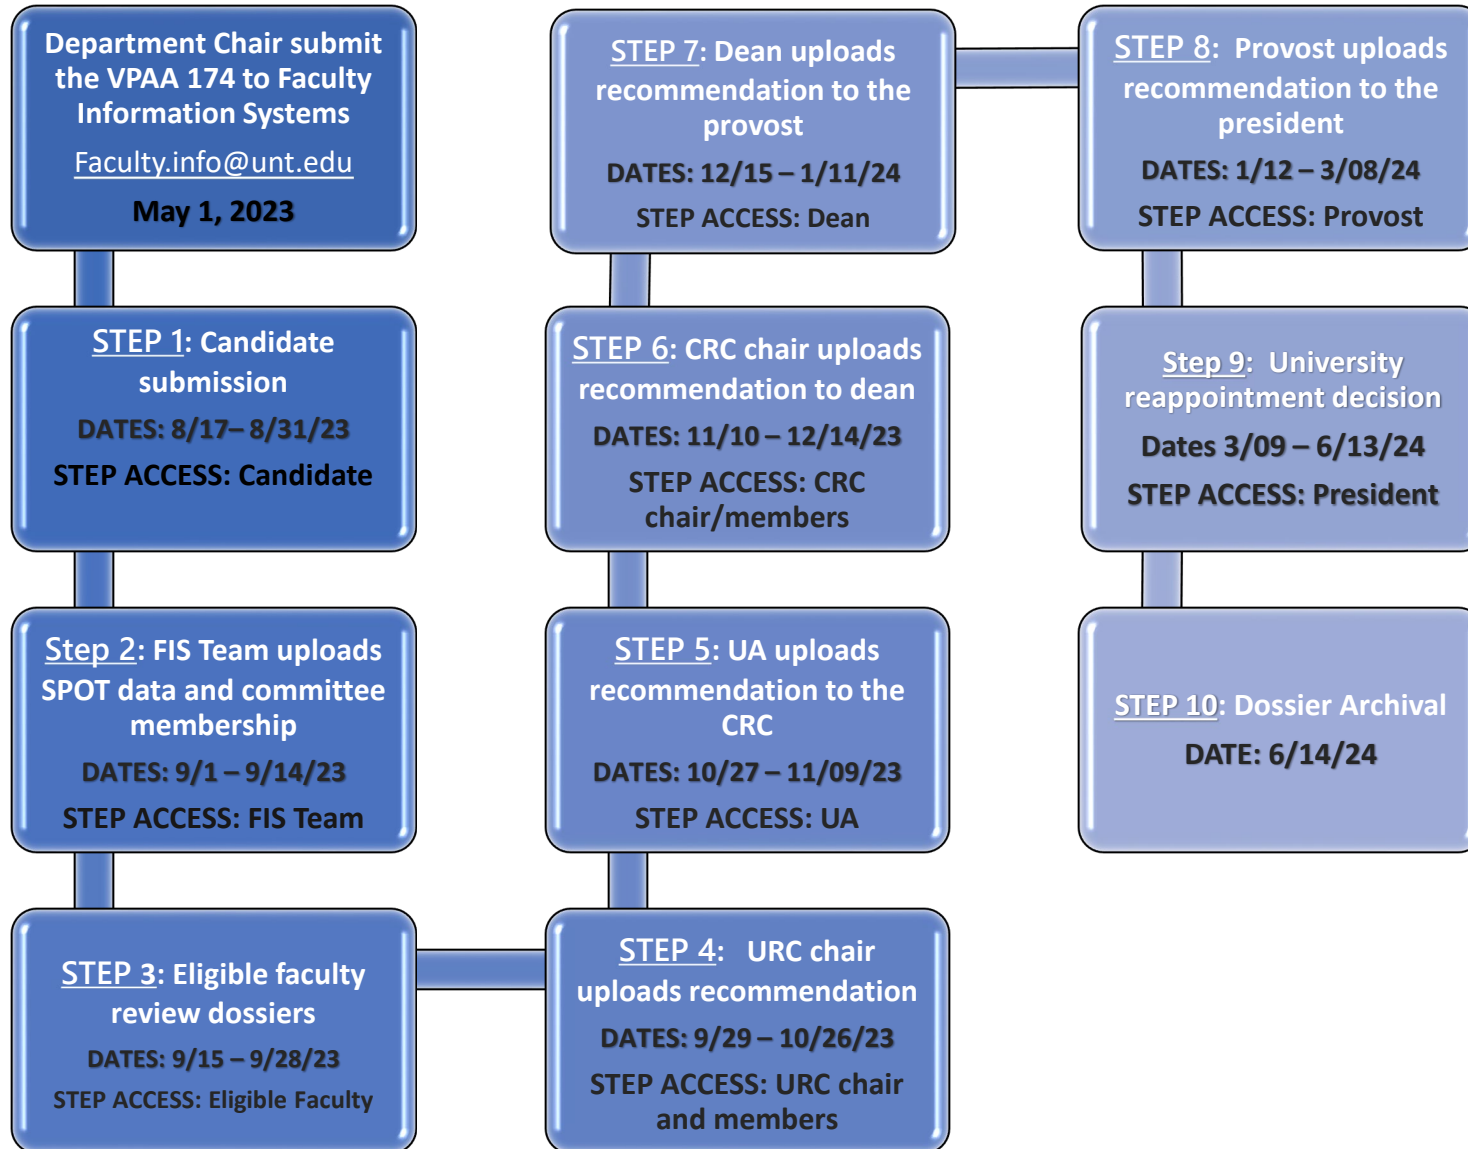 Department Chair submit
the VPAA 174 to Faculty
Information Systems
Faculty.info@unt.edu
May 1, 2023
STEP 1: Candidate
submission
DATES: 8/17– 8/31/23
STEP ACCESS: Candidate
Step 2: FIS Team uploads
SPOT data and committee
membership
DATES: 9/1 – 9/14/23
STEP ACCESS: FIS Team
STEP 3: Eligible faculty
review dossiers
DATES: 9/15 – 9/28/23
STEP ACCESS: Eligible Faculty
STEP 4: URC chair
uploads recommendation
DATES: 9/29 – 10/26/23
STEP ACCESS: URC chair
and members
STEP 5: UA uploads
recommendation to the
CRC
DATES: 10/27 – 11/09/23
STEP ACCESS: UA
STEP 6: CRC chair uploads
recommendation to dean
DATES: 11/10 – 12/14/23
STEP ACCESS: CRC
chair/members
STEP 7: Dean uploads
recommendation to the
provost
DATES: 12/15 – 1/11/24
STEP ACCESS: Dean
STEP 8: Provost uploads
recommendation to the
president
DATES: 1/12 – 3/08/24
STEP ACCESS: Provost
Step 9: University
reappointment decision
Dates 3/09 – 6/13/24
STEP ACCESS: President
STEP 10: Dossier Archival
DATE: 6/14/24